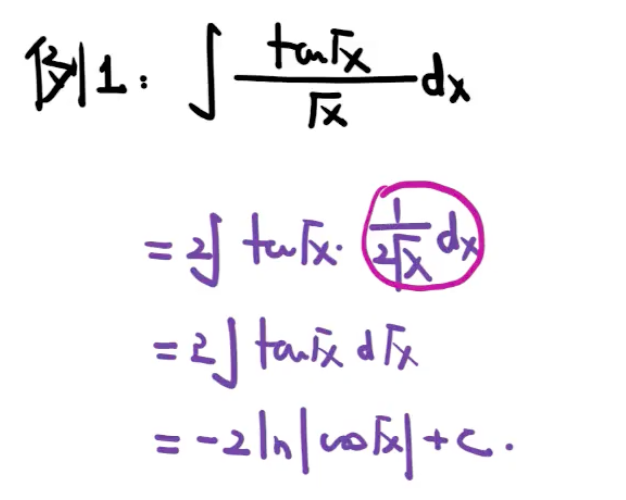 例1: ∫ tan√x / √x dx
= 2∫ tan√x · 1/(2√x) dx
= 2∫ tan√x d√x
= -2ln|cos√x| + C.